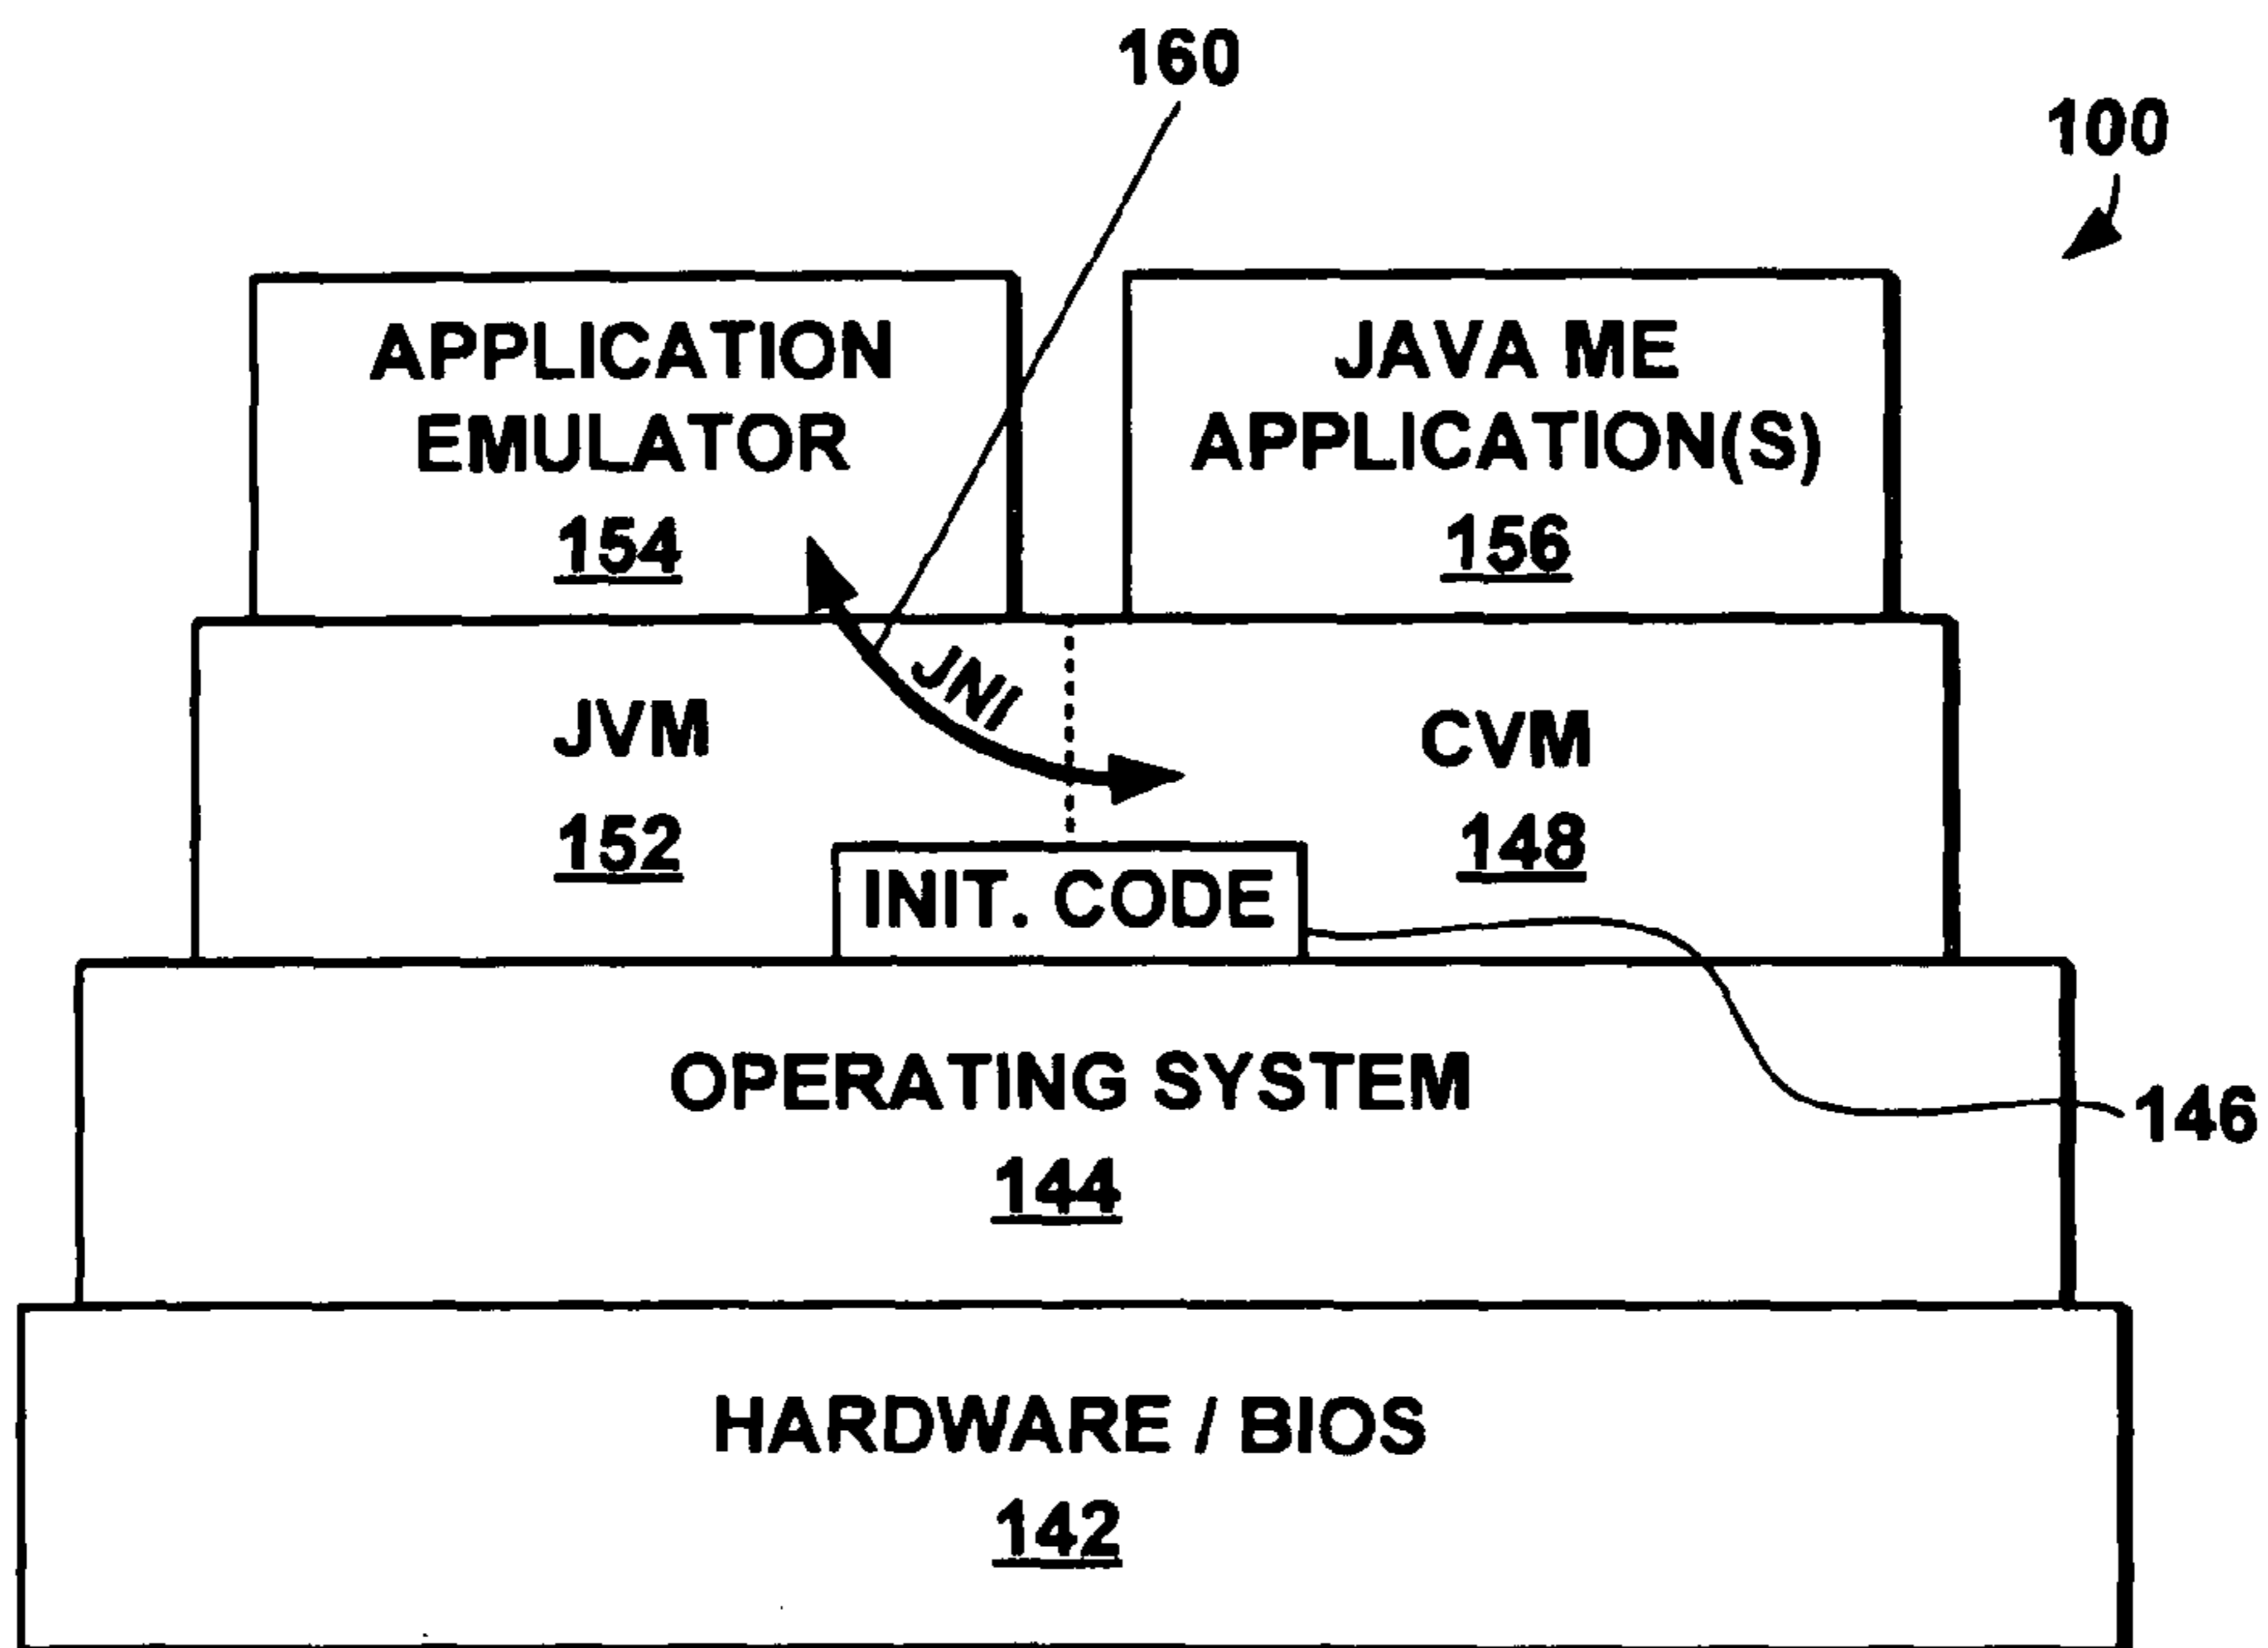 160
100
APPLICATION
EMULATOR
154
JAVA ME
APPLICATION(S)
156
JNI
JVM
152
CVM
148
INIT. CODE
OPERATING SYSTEM
144
146
HARDWARE / BIOS
142